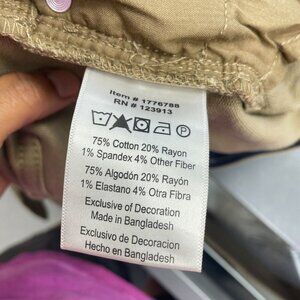 Item # 1776788
RN # 123913
75% Cotton 20% Rayon
1% Spandex 4% Other Fiber
75% Algodón 20% Rayón
1% Elastano 4% Otra Fibra
Exclusive of Decoration
Made in Bangladesh
Exclusivo de Decoracion
Hecho en Bangladesh